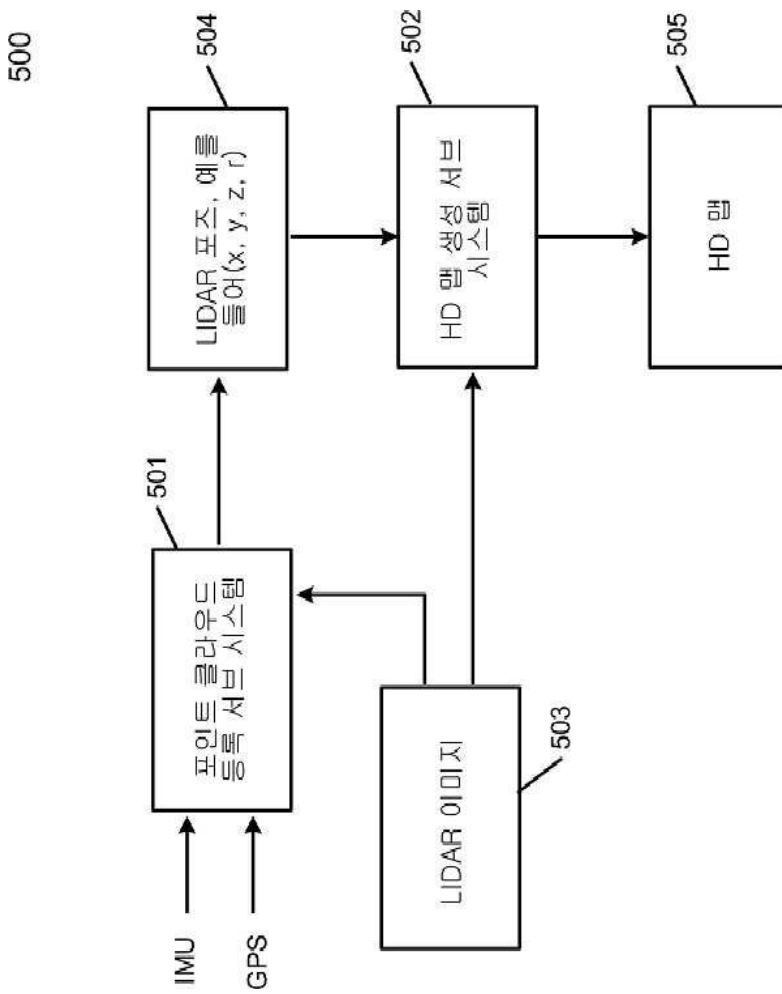 500
IMU
GPS
501
포인트 클라우드
등록 서브 시스템
504
LIDAR 포즈, 예를
들어(x, y, z, r)
503
LIDAR 이미지
502
HD 맵 생성 서브
시스템
505
HD 맵